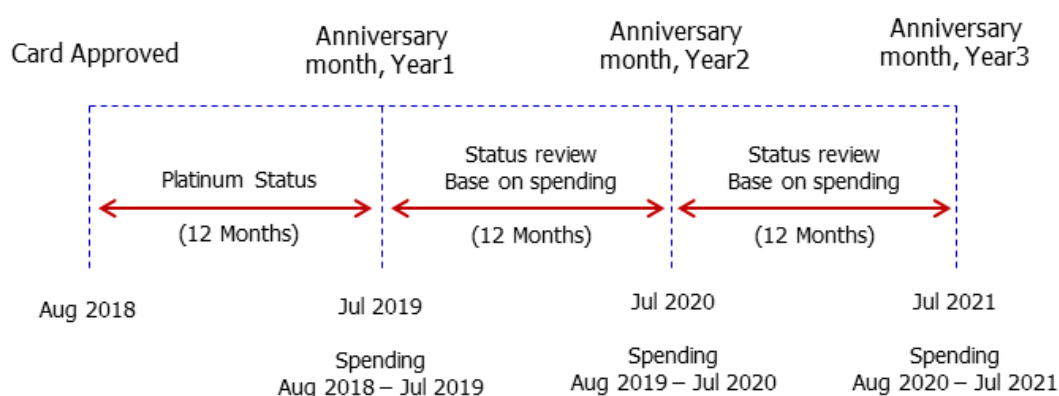 Card Approved
Anniversary
month, Year1
Anniversary
month, Year2
Anniversary
month, Year3
Platinum Status
(12 Months)
Status review
Base on spending
(12 Months)
Status review
Base on spending
(12 Months)
Aug 2018
Jul 2019
Jul 2020
Jul 2021
Spending
Aug 2018 – Jul 2019
Spending
Aug 2019 – Jul 2020
Spending
Aug 2020 – Jul 2021